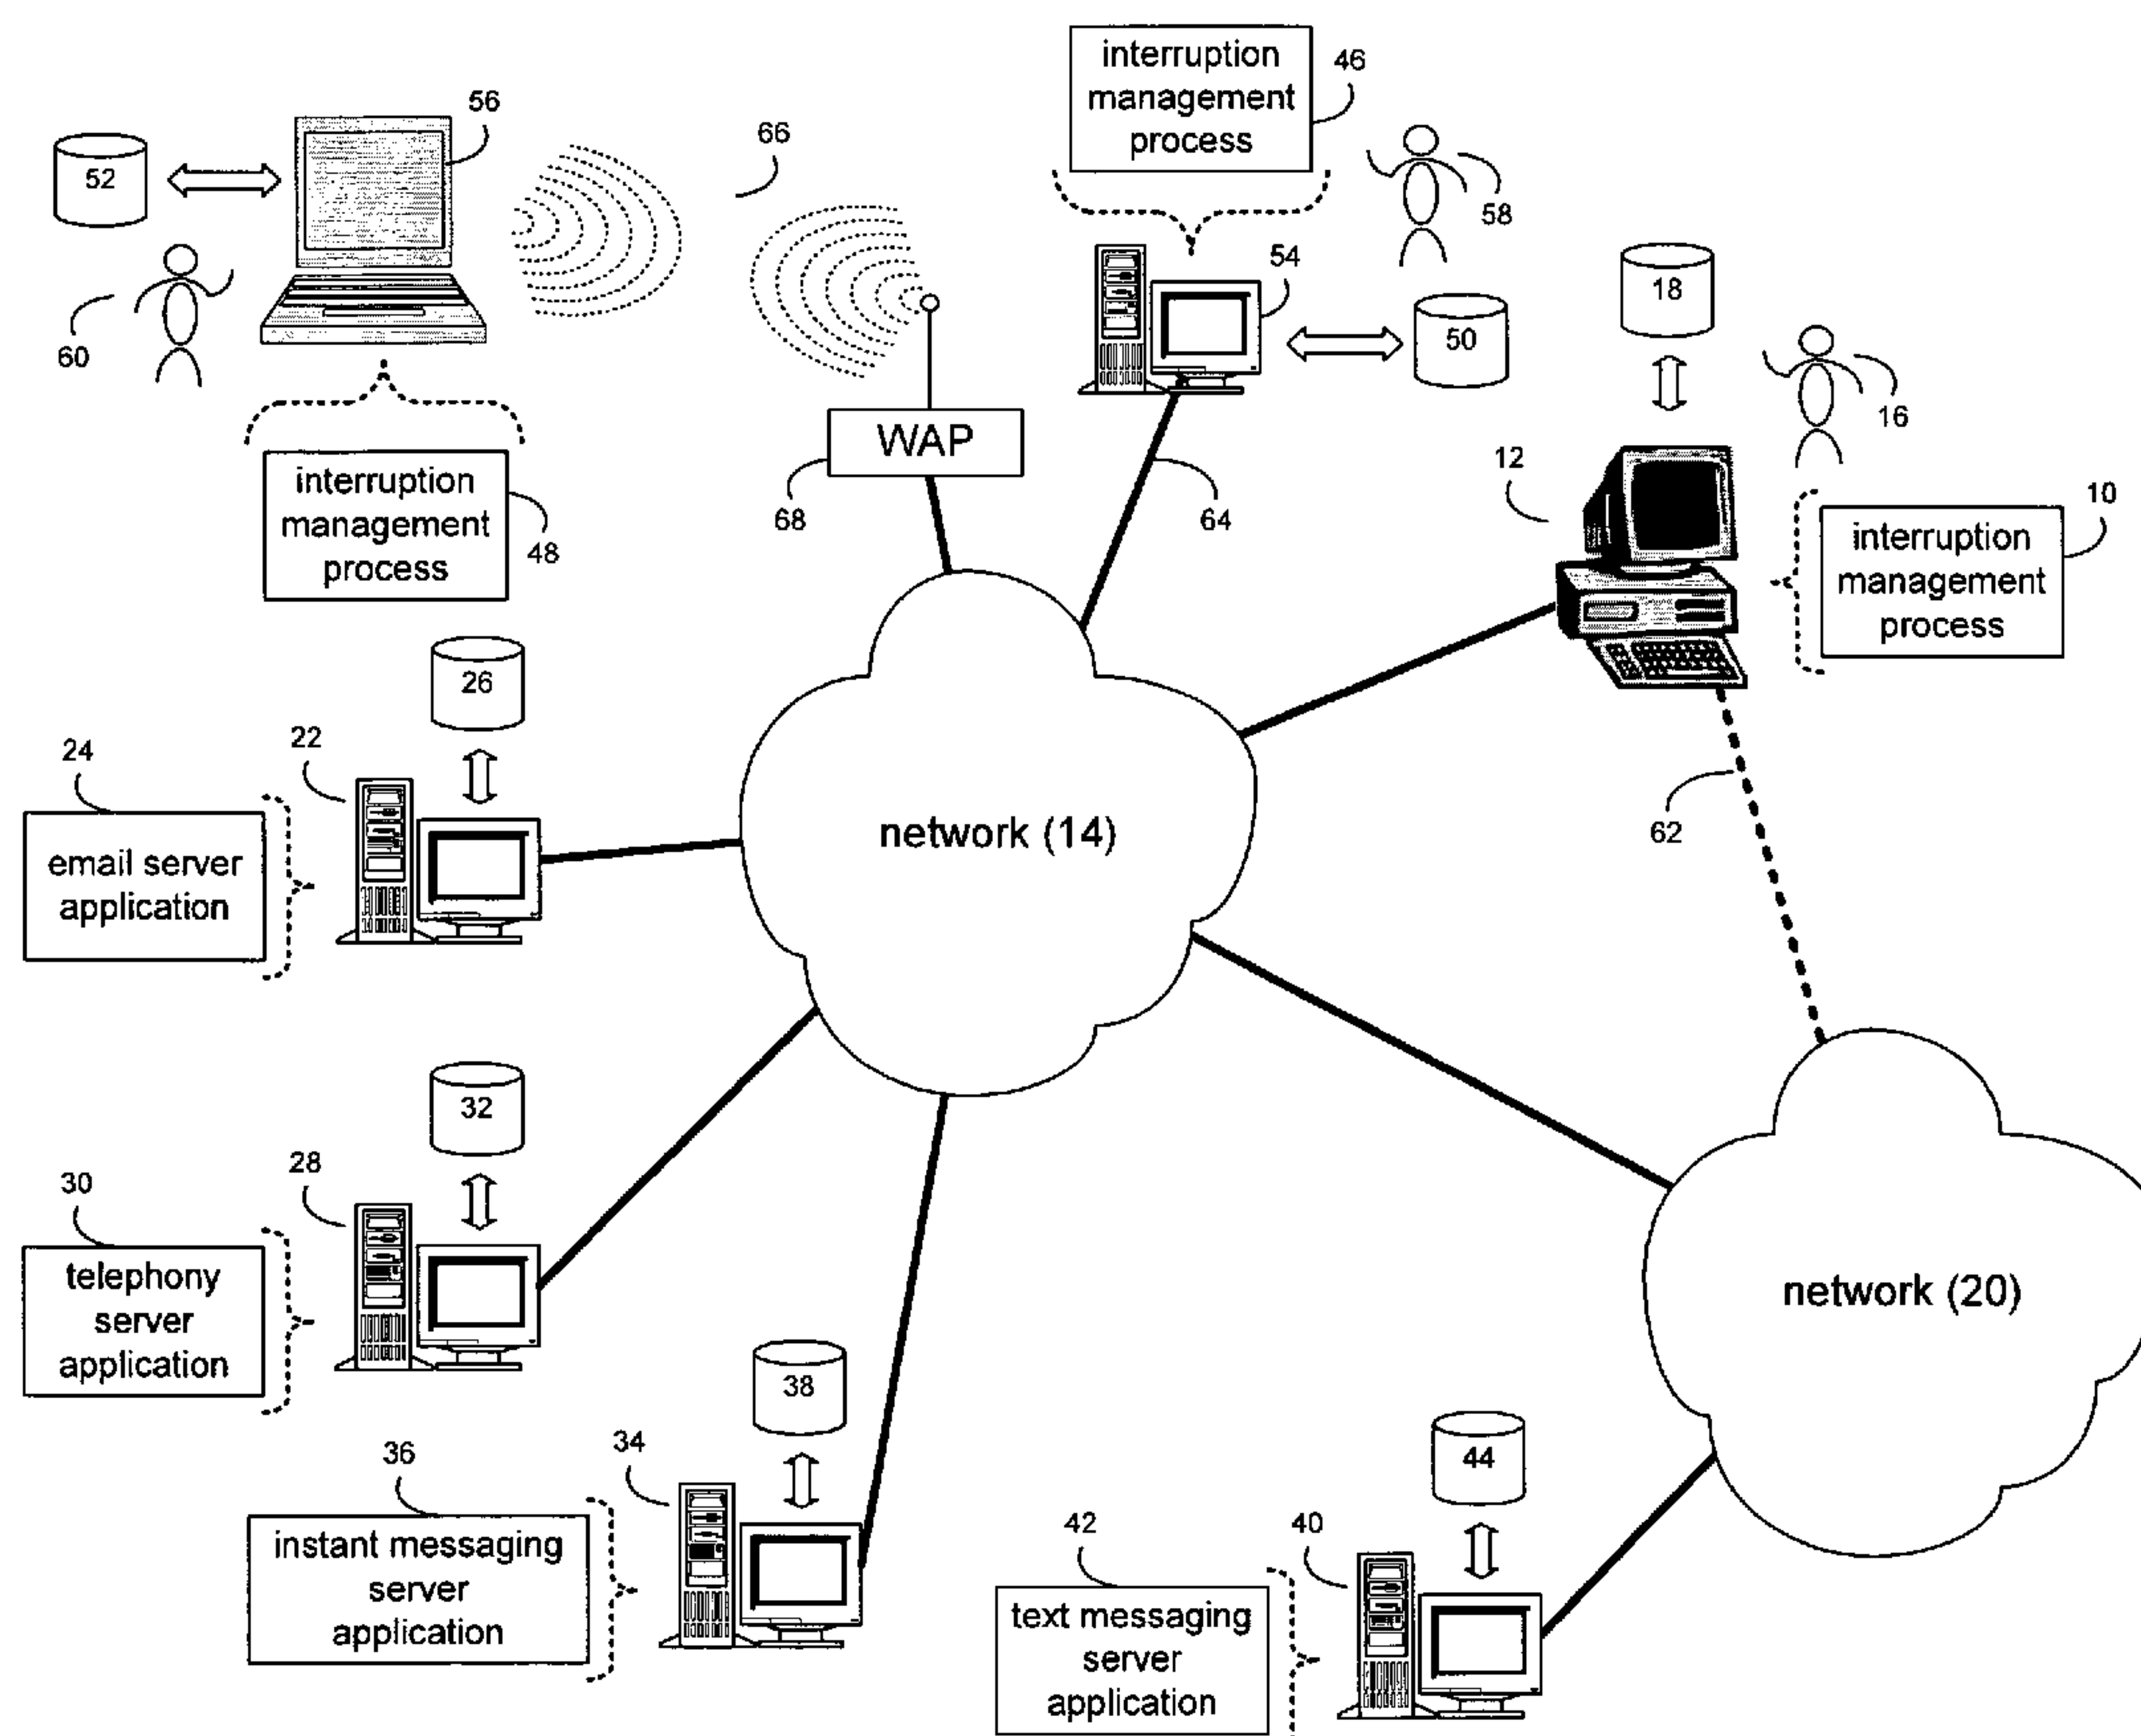 interruption
management
process
46
56
66
52
58
54
18
50
60
16
WAP
12
10
interruption
management
process
68
64
48
interruption
management
process
26
22
24
network (14)
62
email server
application
32
28
30
telephony
server
application
network (20)
38
34
36
44
instant messaging
server
application
42
40
text messaging
server
application